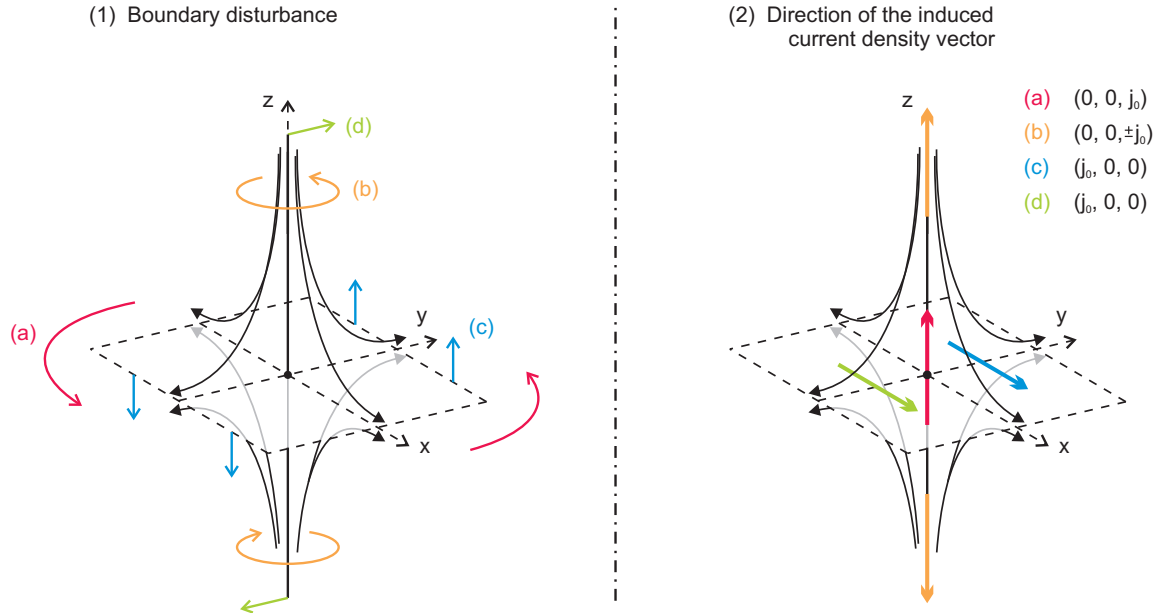 (1) Boundary disturbance
(2) Direction of the induced
current density vector
z
(d)
(b)
(a)
y
(c)
x
z
(a) (0, 0, j₀)
(b) (0, 0,±j₀)
(c) (j₀, 0, 0)
(d) (j₀, 0, 0)
y
x